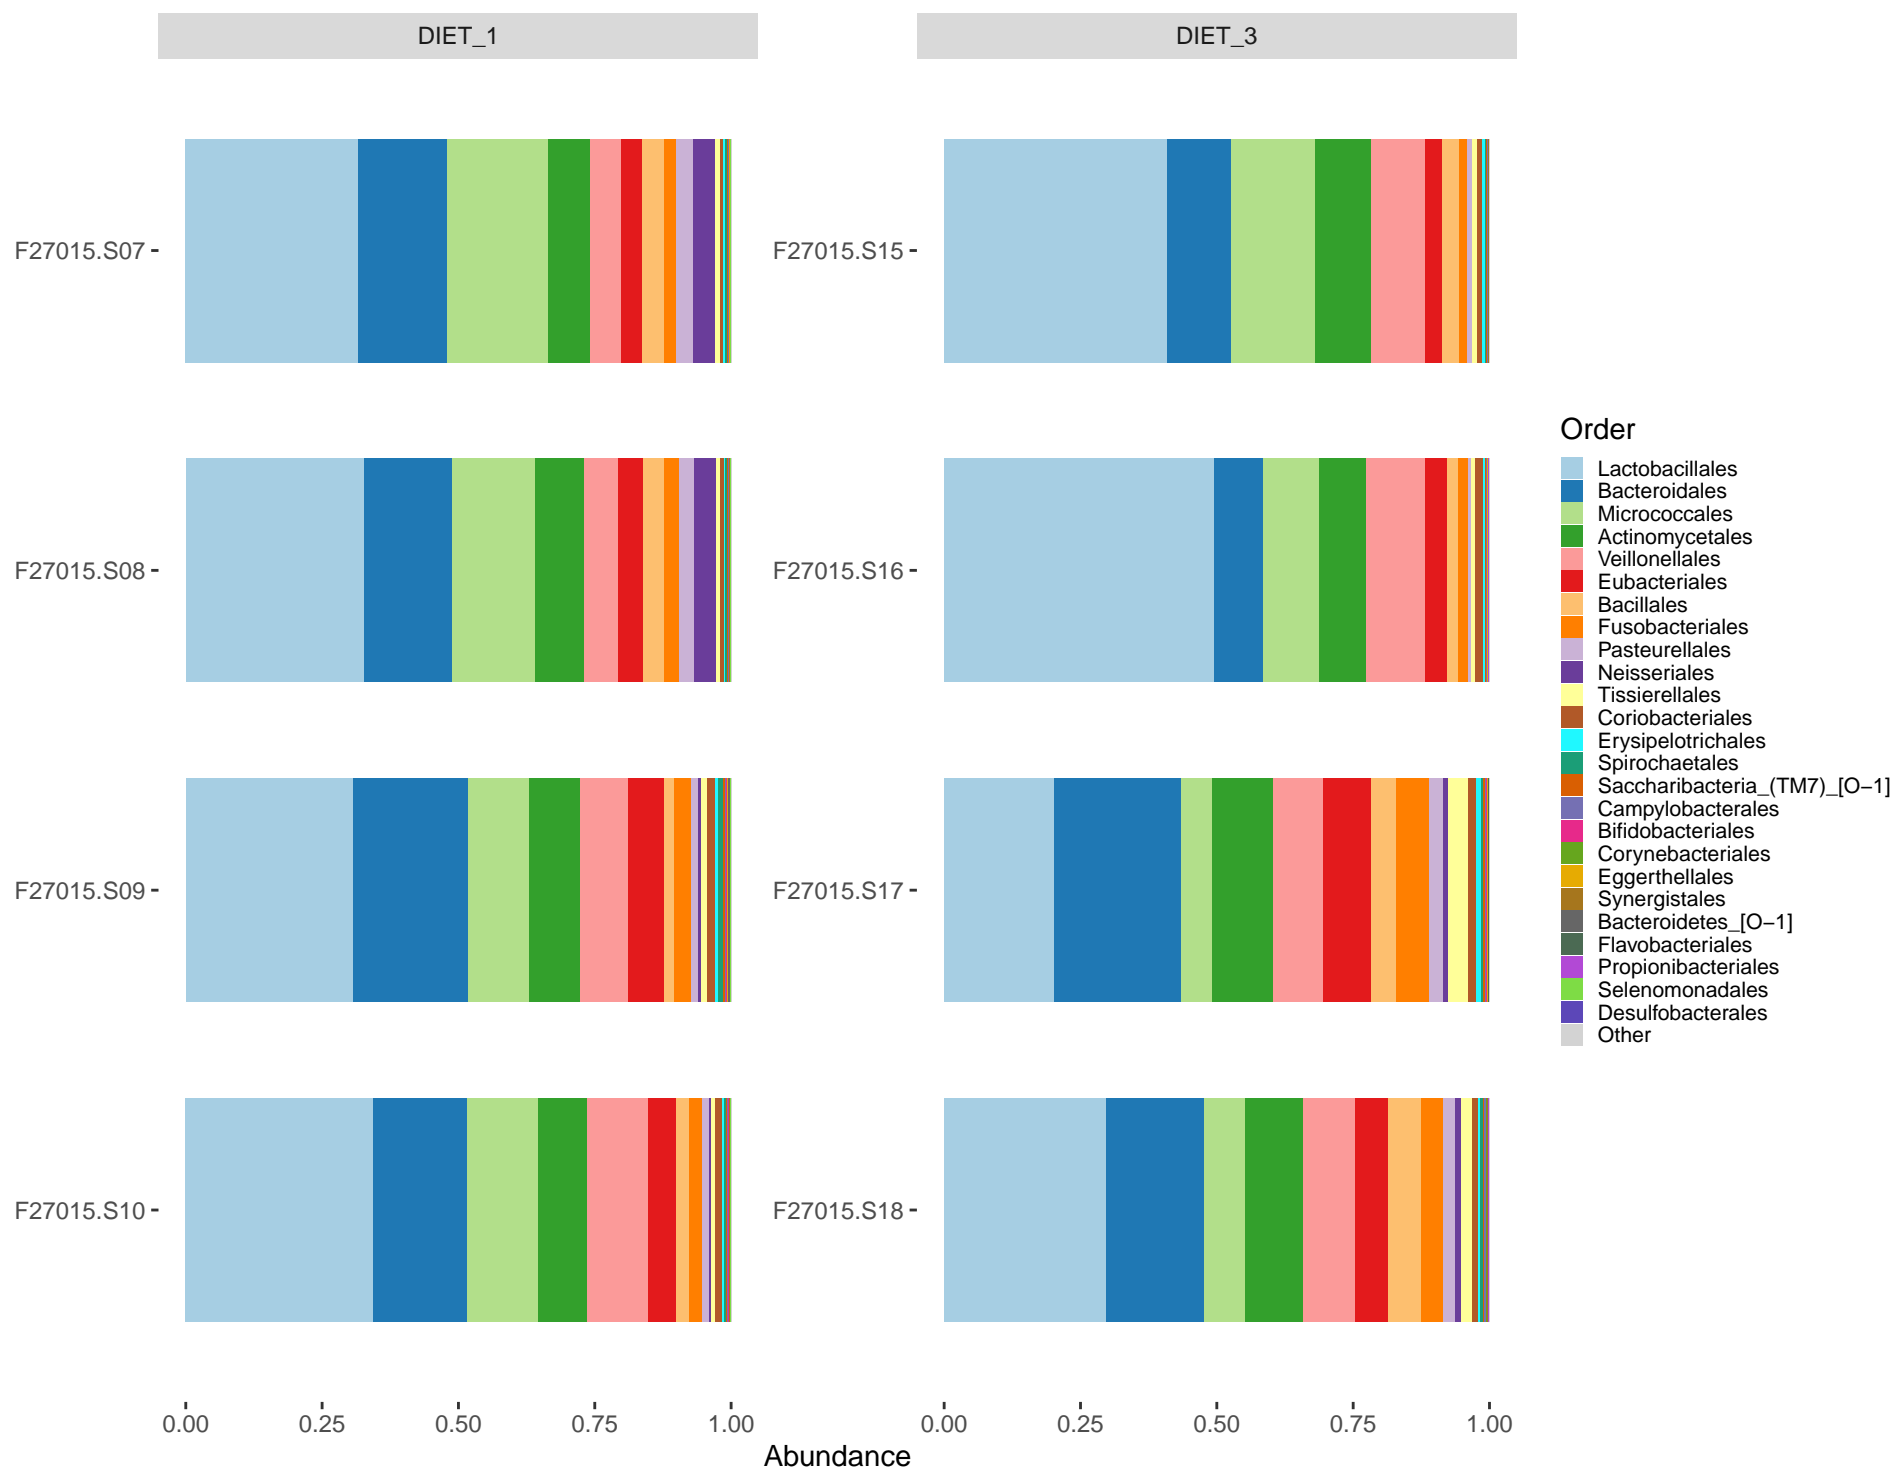 DIET_1
DIET_3
F27015.S07
F27015.S15
F27015.S08
F27015.S16
F27015.S09
F27015.S17
F27015.S10
F27015.S18
0.00 0.25 0.50 0.75 1.00
0.00 0.25 0.50 0.75 1.00
Abundance
Order
Lactobacillales
Bacteroidales
Micrococcales
Actinomycetales
Veillonellales
Eubacteriales
Bacillales
Fusobacteriales
Pasteurellales
Neisseriales
Tissierellales
Coriobacteriales
Erysipelotrichales
Spirochaetales
Saccharibacteria_(TM7)_[O−1]
Campylobacterales
Bifidobacteriales
Corynebacteriales
Eggerthellales
Synergistales
Bacteroidetes_[O−1]
Flavobacteriales
Propionibacteriales
Selenomonadales
Desulfobacterales
Other